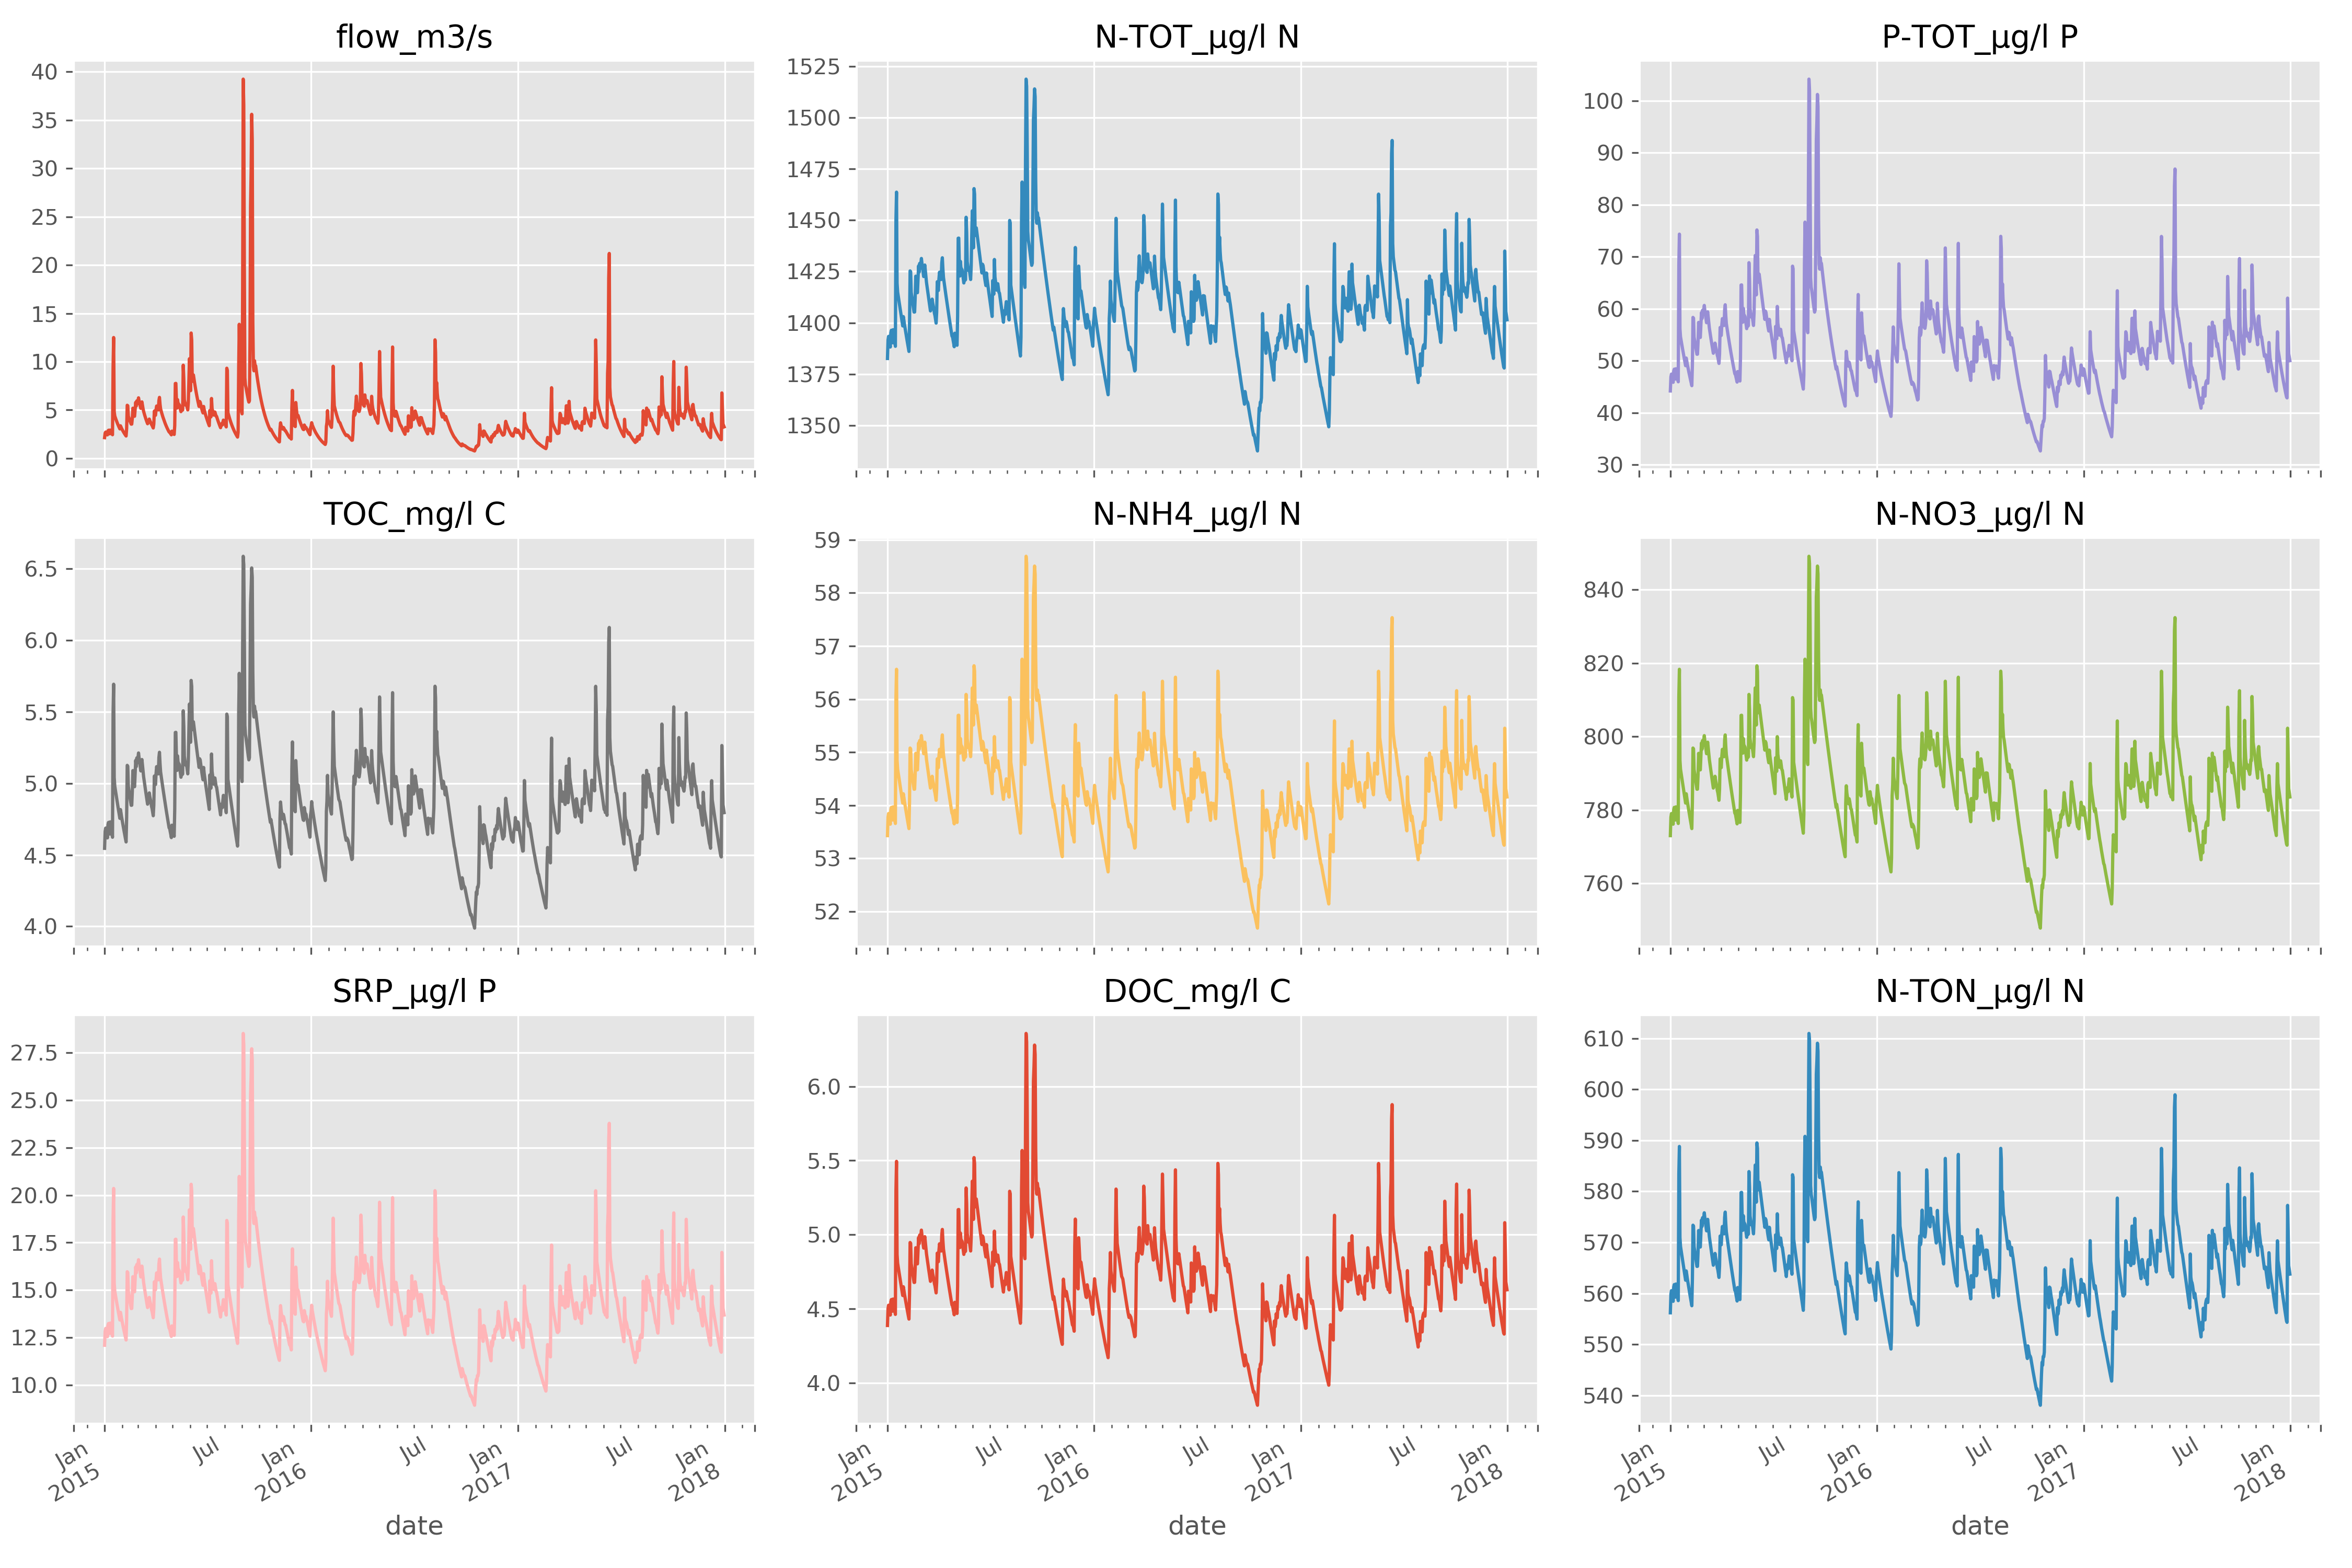 flow_m3/s
40
35
30
25
20
15
10
5
0
N-TOT_µg/l N
1525
1500
1475
1450
1425
1400
1375
1350
P-TOT_µg/l P
100
90
80
70
60
50
40
30
TOC_mg/l C
6.5
6.0
5.5
5.0
4.5
4.0
N-NH4_µg/l N
59
58
57
56
55
54
53
52
N-NO3_µg/l N
840
820
800
780
760
SRP_µg/l P
27.5
25.0
22.5
20.0
17.5
15.0
12.5
10.0
Jan 2015
Jul
Jan 2016
Jul
Jan 2017
Jul
Jan 2018
date
DOC_mg/l C
6.0
5.5
5.0
4.5
4.0
Jan 2015
Jul
Jan 2016
Jul
Jan 2017
Jul
Jan 2018
date
N-TON_µg/l N
610
600
590
580
570
560
550
540
Jan 2015
Jul
Jan 2016
Jul
Jan 2017
Jul
Jan 2018
date